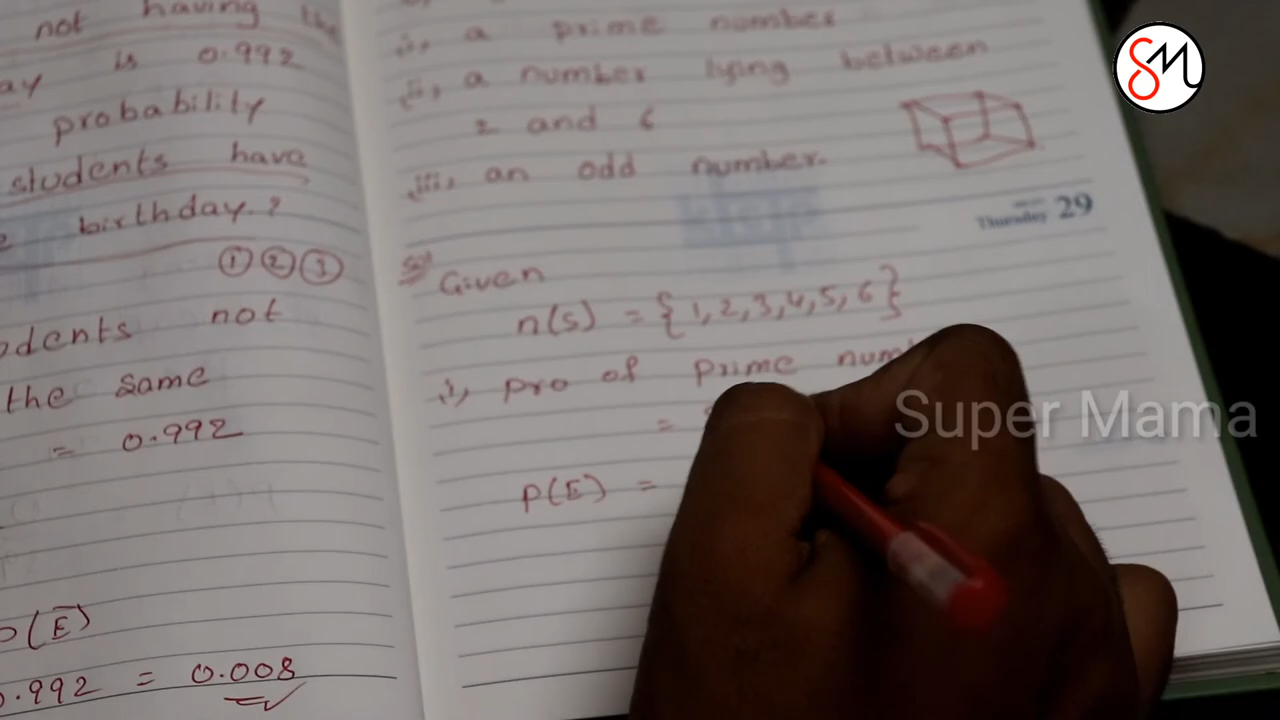 not having the
ay is 0.992
probability
students have
birthday.?
① ② ③
dents not
the same
= 0.992
p(E̅)
0.992 = 0.008
i, a prime number
ii, a number lying between
2 and 6
iii, an odd number.
Thursday 29
Sol
Given
n(s) = {1,2,3,4,5,6}
i, pro of prime num
=
P(E) =
SM
Super Mama